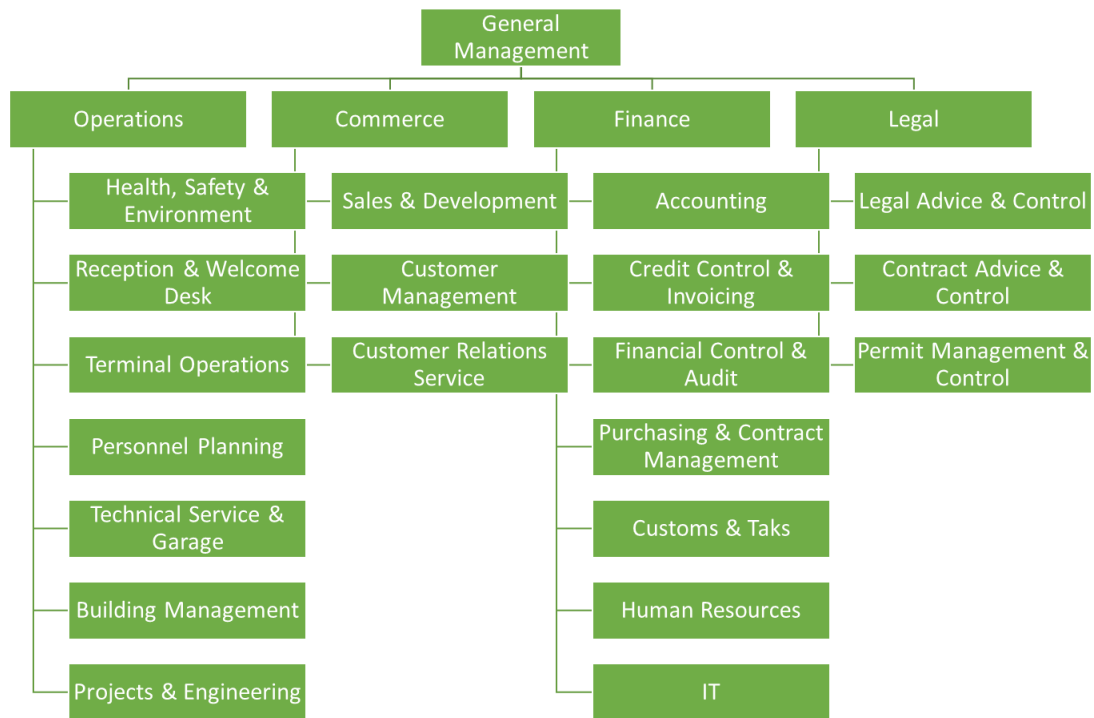 General
Management
Operations
Commerce
Finance
Legal
Health, Safety &
Environment
Reception & Welcome
Desk
Terminal Operations
Personnel Planning
Technical Service &
Garage
Building Management
Projects & Engineering
Sales & Development
Customer
Management
Customer Relations
Service
Accounting
Credit Control &
Invoicing
Financial Control &
Audit
Purchasing & Contract
Management
Customs & Taks
Human Resources
IT
Legal Advice & Control
Contract Advice &
Control
Permit Management &
Control